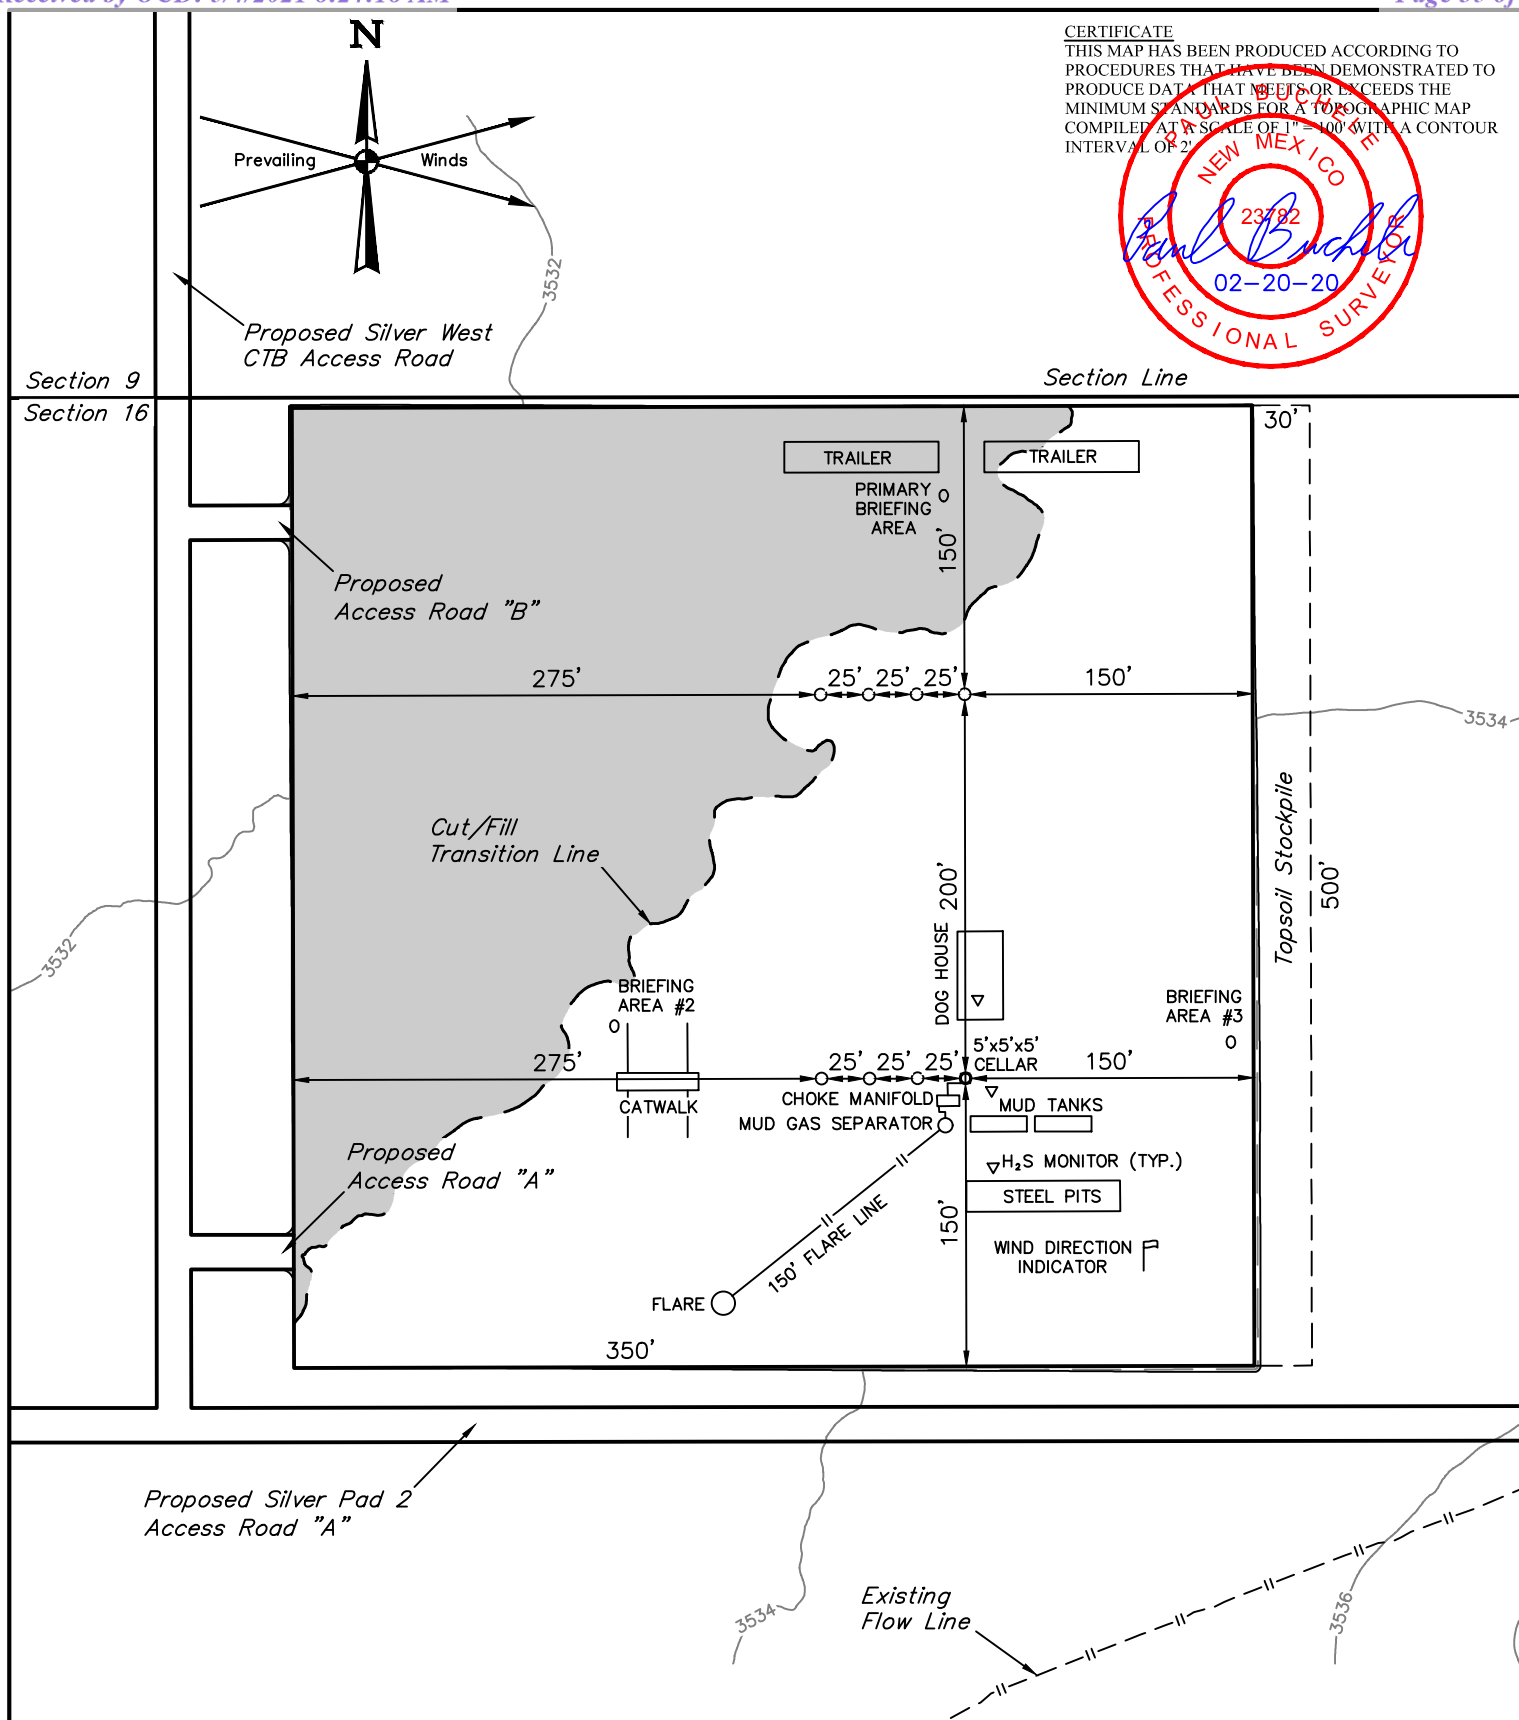 N
Prevailing Winds
CERTIFICATE
THIS MAP HAS BEEN PRODUCED ACCORDING TO
PROCEDURES THAT HAVE BEEN DEMONSTRATED TO
PRODUCE DATA THAT MEETS OR EXCEEDS THE
MINIMUM STANDARDS FOR A TOPOGRAPHIC MAP
COMPILED AT A SCALE OF 1" = 100' WITH A CONTOUR
INTERVAL OF 2'
PAUL BUCHELE
NEW MEXICO
23782
Paul Buchele
02-20-20
PROFESSIONAL SURVEYOR
3532
Proposed Silver West
CTB Access Road
Section 9
Section Line
Section 16
30'
TRAILER
TRAILER
PRIMARY
BRIEFING
AREA
150'
Proposed
Access Road "B"
275'
25'
25'
25'
150'
3534
Topsoil Stockpile
500'
Cut/Fill
Transition Line
200'
DOG HOUSE
3532
BRIEFING
AREA #2
BRIEFING
AREA #3
5'x5'x5'
CELLAR
275'
25'
25'
25'
150'
CATWALK
CHOKE MANIFOLD
MUD GAS SEPARATOR
MUD TANKS
Proposed
Access Road "A"
H₂S MONITOR (TYP.)
STEEL PITS
150'
150' FLARE LINE
WIND DIRECTION
INDICATOR
FLARE
350'
Proposed Silver Pad 2
Access Road "A"
Existing
Flow Line
3534
3536